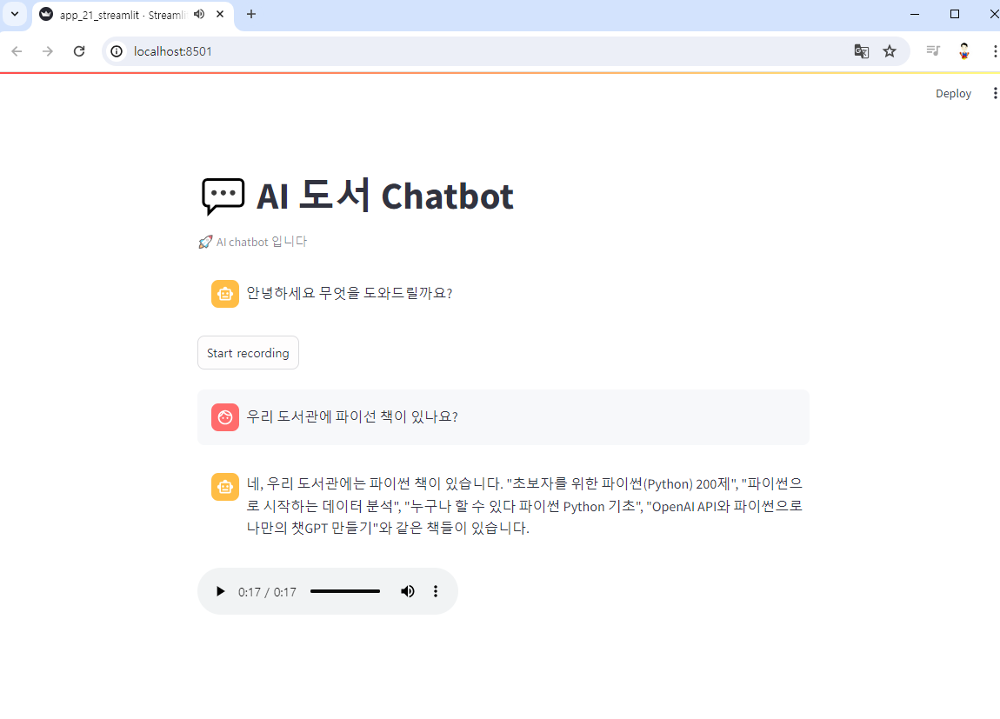 app_21_streamlit · Streamli
localhost:8501
Deploy
AI 도서 Chatbot
AI chatbot 입니다
안녕하세요 무엇을 도와드릴까요?
Start recording
우리 도서관에 파이선 책이 있나요?
네, 우리 도서관에는 파이썬 책이 있습니다. "초보자를 위한 파이썬(Python) 200제", "파이썬으
로 시작하는 데이터 분석", "누구나 할 수 있다 파이썬 Python 기초", "OpenAI API와 파이썬으로
나만의 챗GPT 만들기"와 같은 책들이 있습니다.
0:17 / 0:17